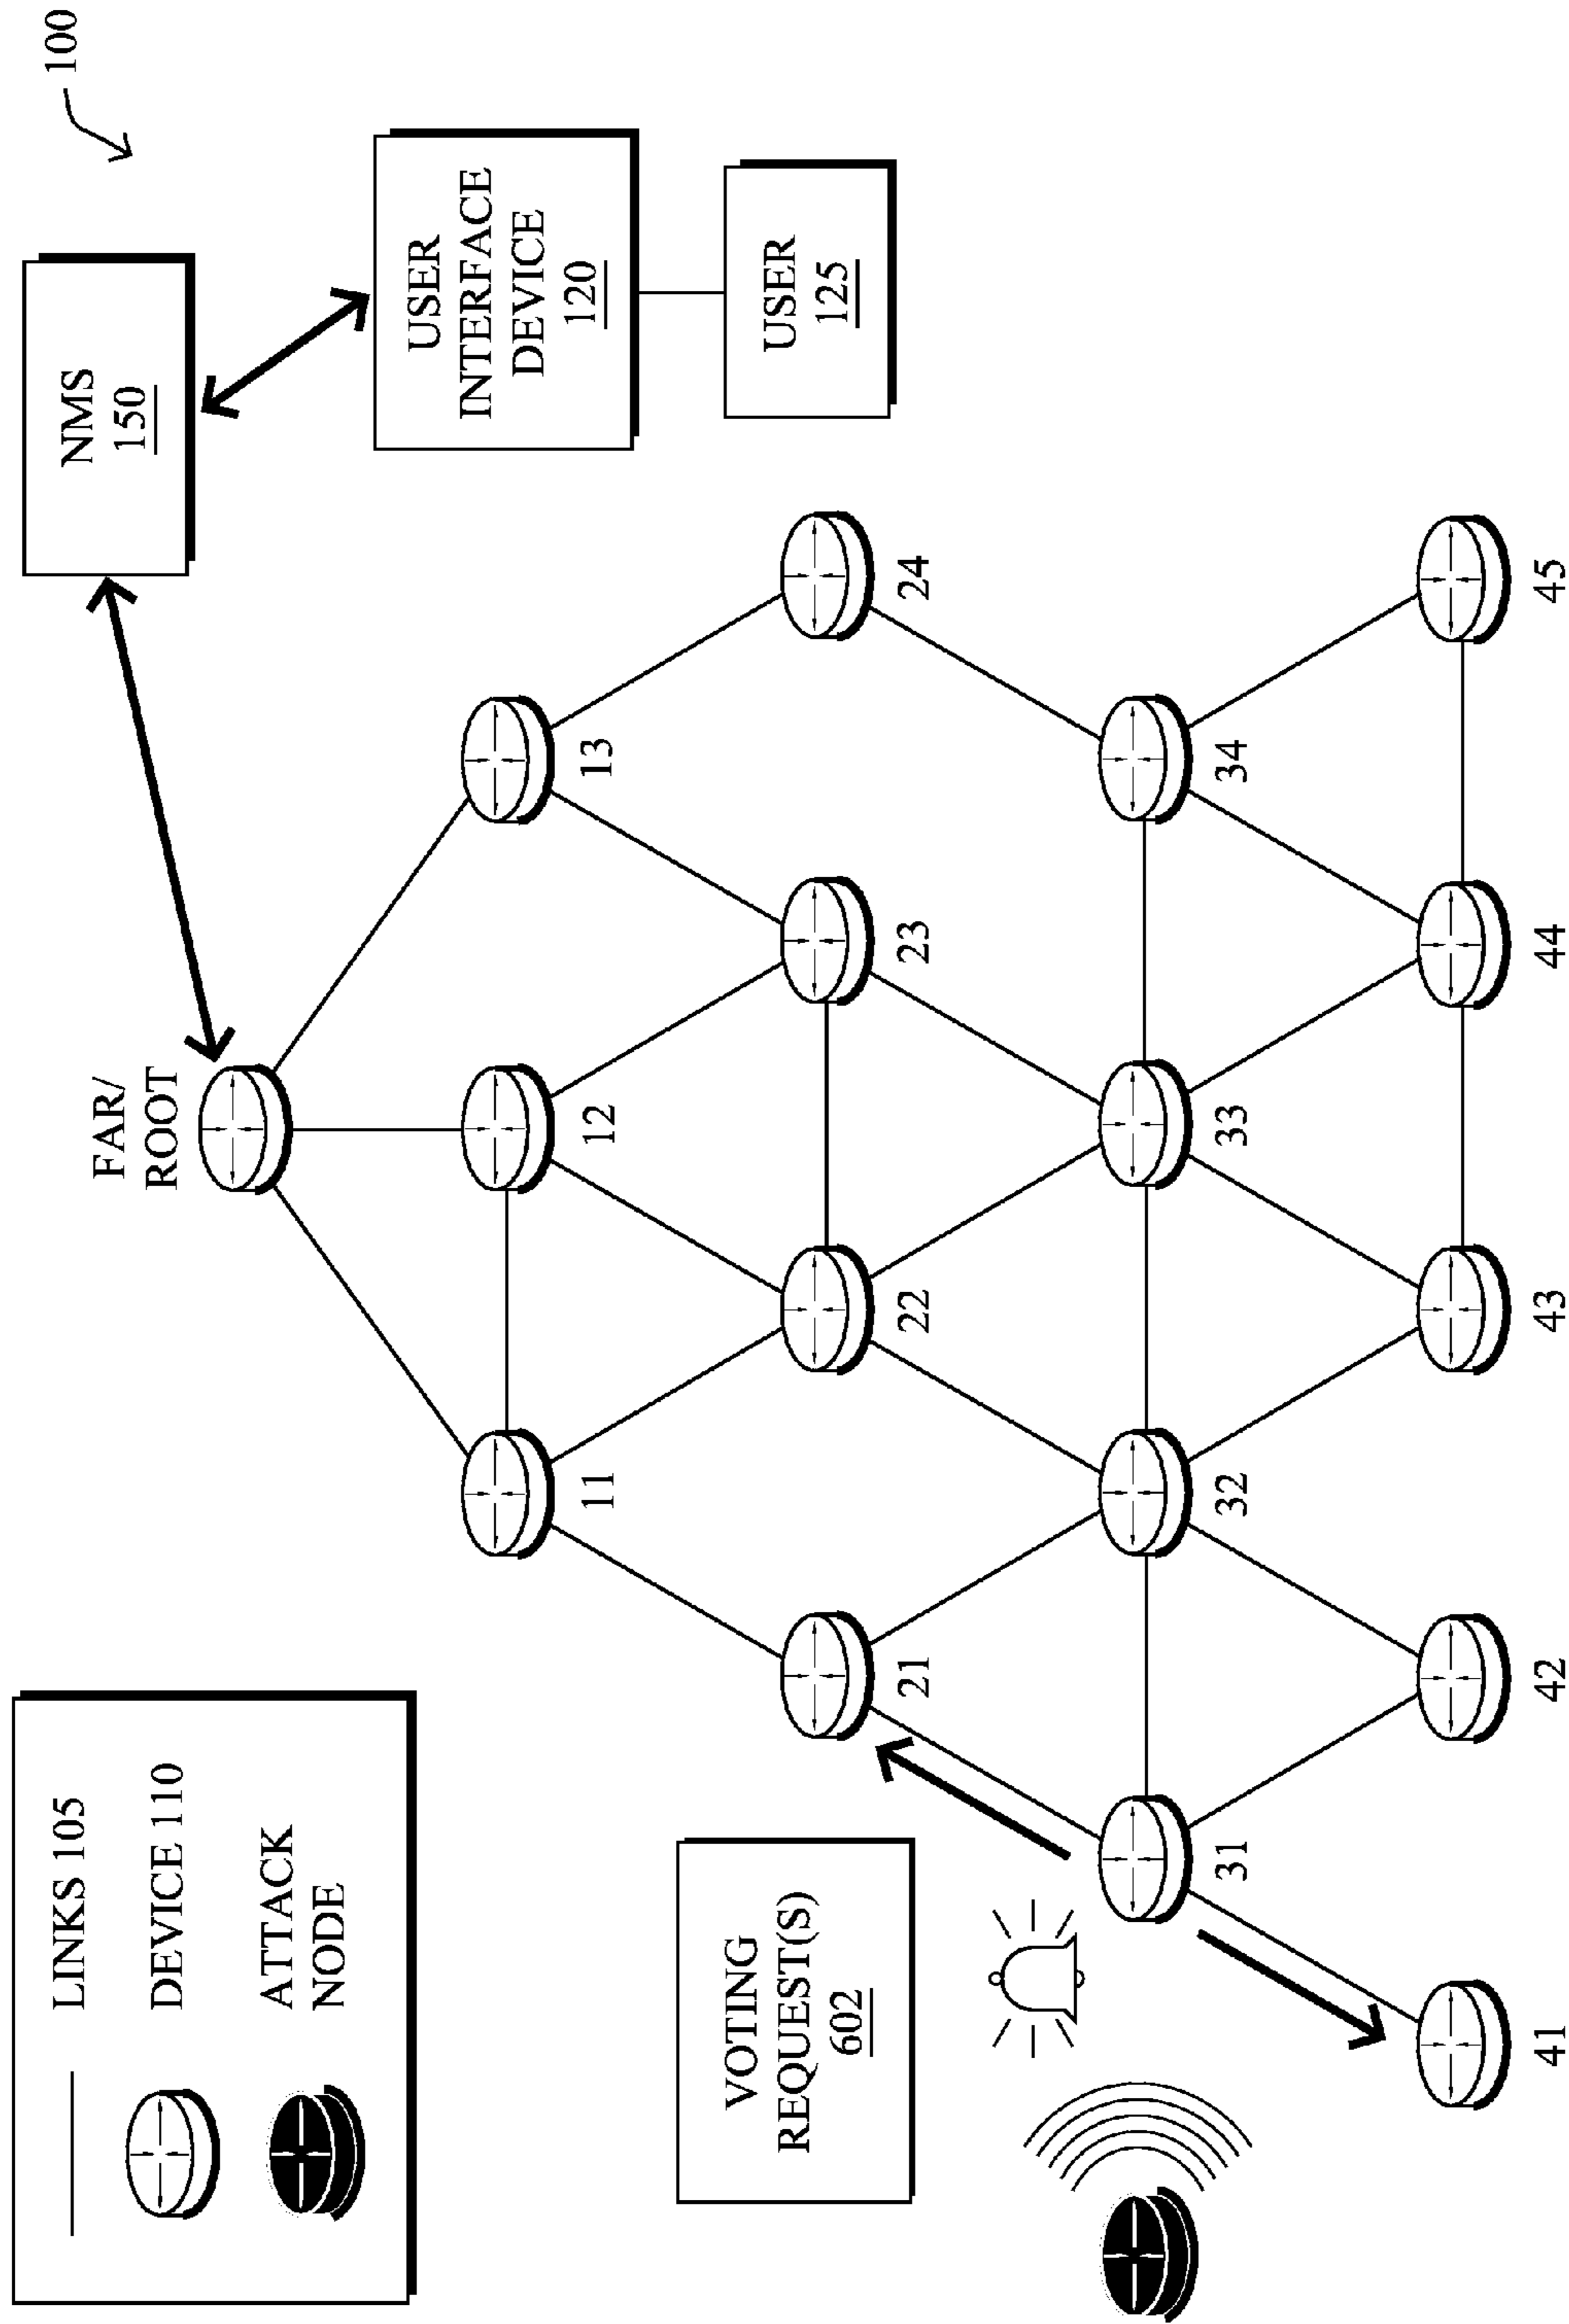 100
LINKS 105
DEVICE 110
ATTACK
NODE
FAR/
ROOT
NMS
150
USER
INTERFACE
DEVICE
120
USER
125
11
12
13
21
22
23
24
VOTING
REQUEST(S)
602
31
32
33
34
41
42
43
44
45